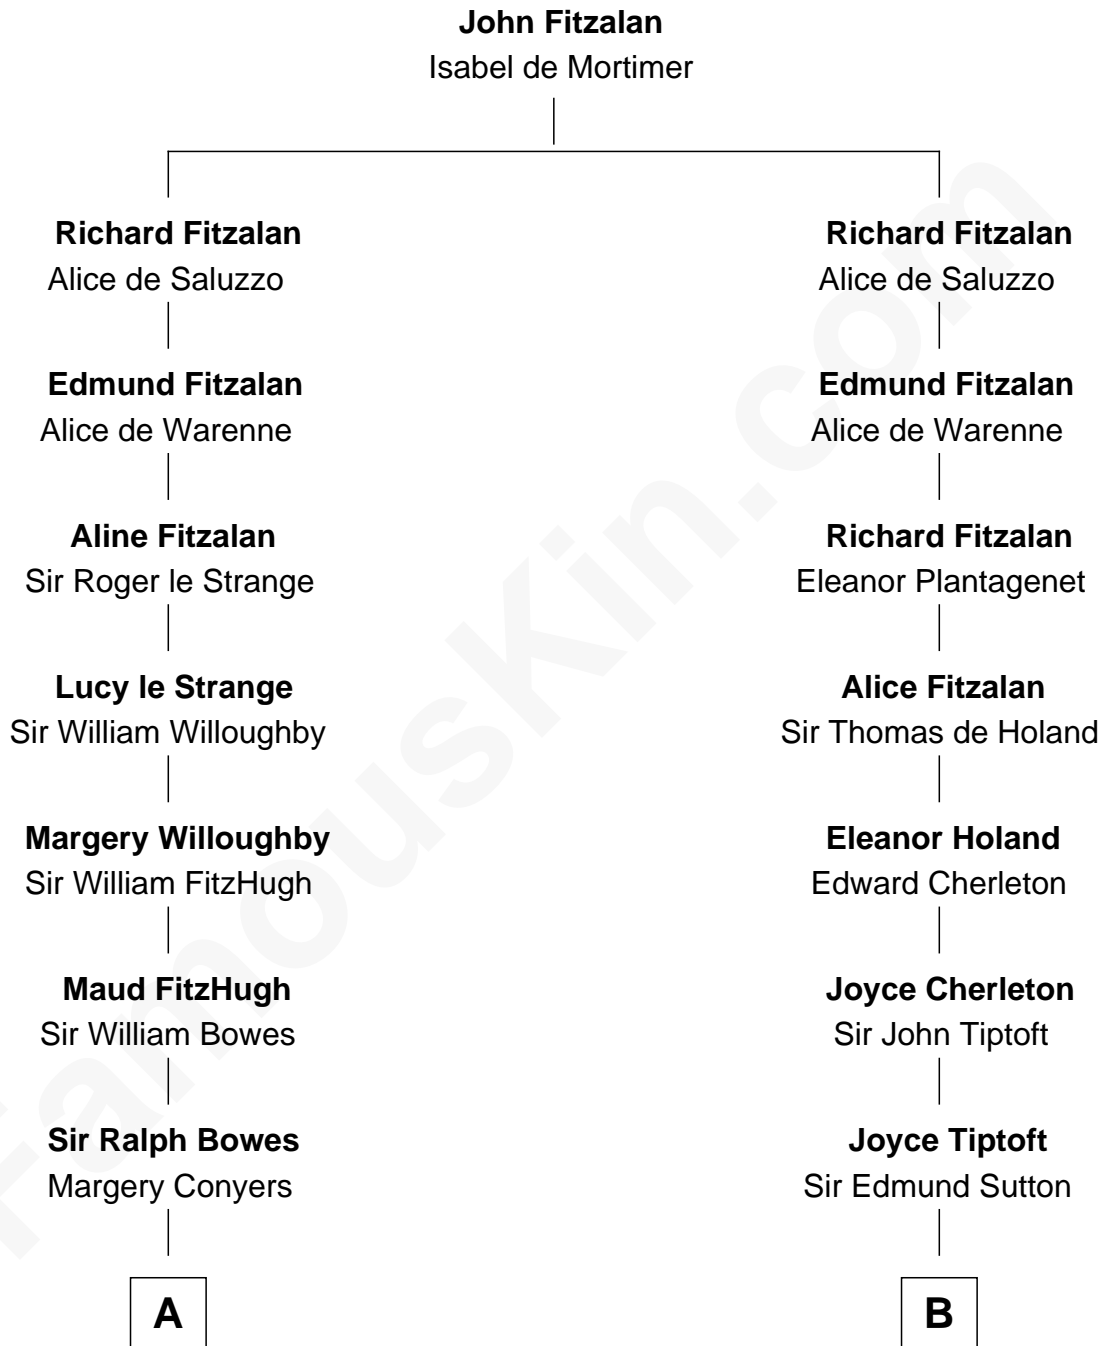 John Fitzalan
Isabel de Mortimer
Richard Fitzalan
Alice de Saluzzo
Edmund Fitzalan
Alice de Warenne
Aline Fitzalan
Sir Roger le Strange
Lucy le Strange
Sir William Willoughby
Margery Willoughby
Sir William FitzHugh
Maud FitzHugh
Sir William Bowes
Sir Ralph Bowes
Margery Conyers
A
Richard Fitzalan
Alice de Saluzzo
Edmund Fitzalan
Alice de Warenne
Richard Fitzalan
Eleanor Plantagenet
Alice Fitzalan
Sir Thomas de Holand
Eleanor Holand
Edward Cherleton
Joyce Cherleton
Sir John Tiptoft
Joyce Tiptoft
Sir Edmund Sutton
B
FamousKin.com